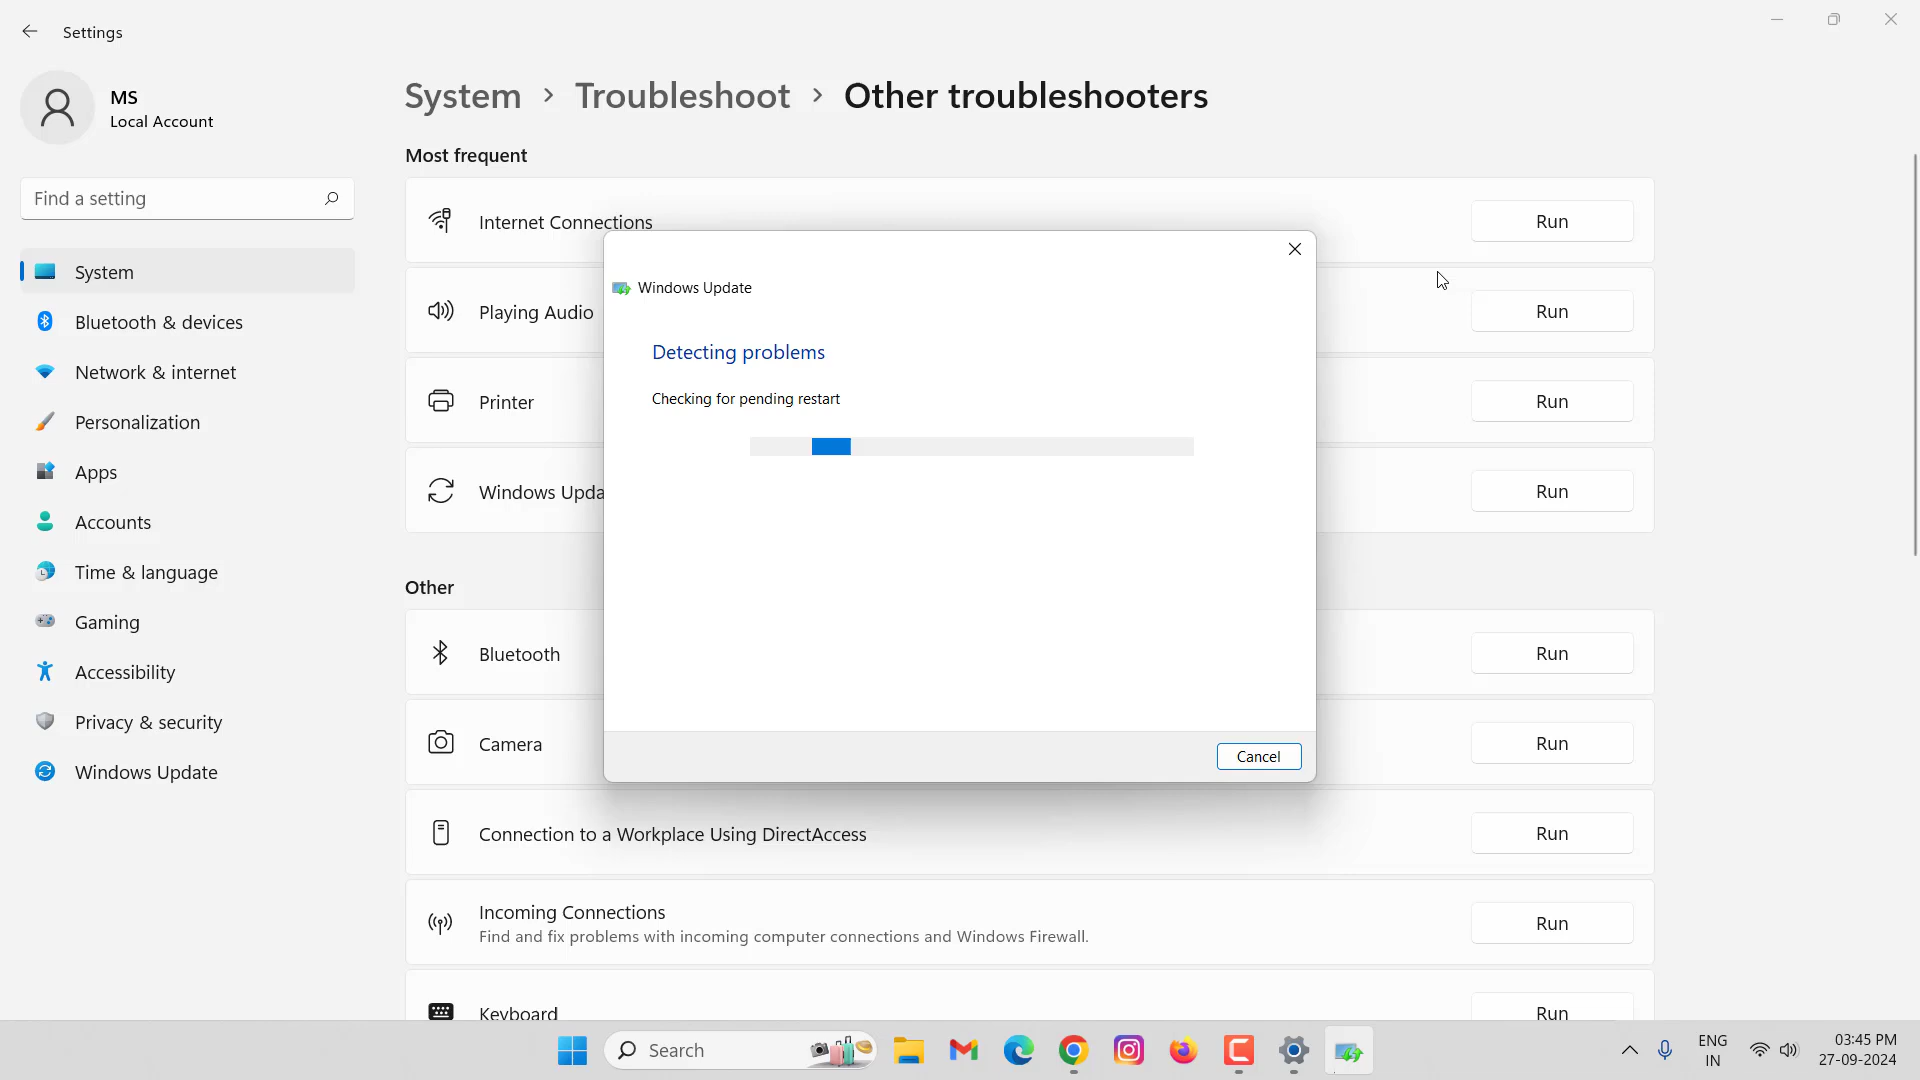 Settings
MS
Local Account
Find a setting
System
Bluetooth & devices
Network & internet
Personalization
Apps
Accounts
Time & language
Gaming
Accessibility
Privacy & security
Windows Update
System > Troubleshoot > Other troubleshooters
Most frequent
Internet Connections
Run
Playing Audio
Run
Printer
Run
Windows Upda
Run
Windows Update
Detecting problems
Checking for pending restart
Cancel
Other
Bluetooth
Run
Camera
Run
Connection to a Workplace Using DirectAccess
Run
Incoming Connections
Find and fix problems with incoming computer connections and Windows Firewall.
Run
Keyboard
Run
Search
ENG
IN
03:45 PM
27-09-2024